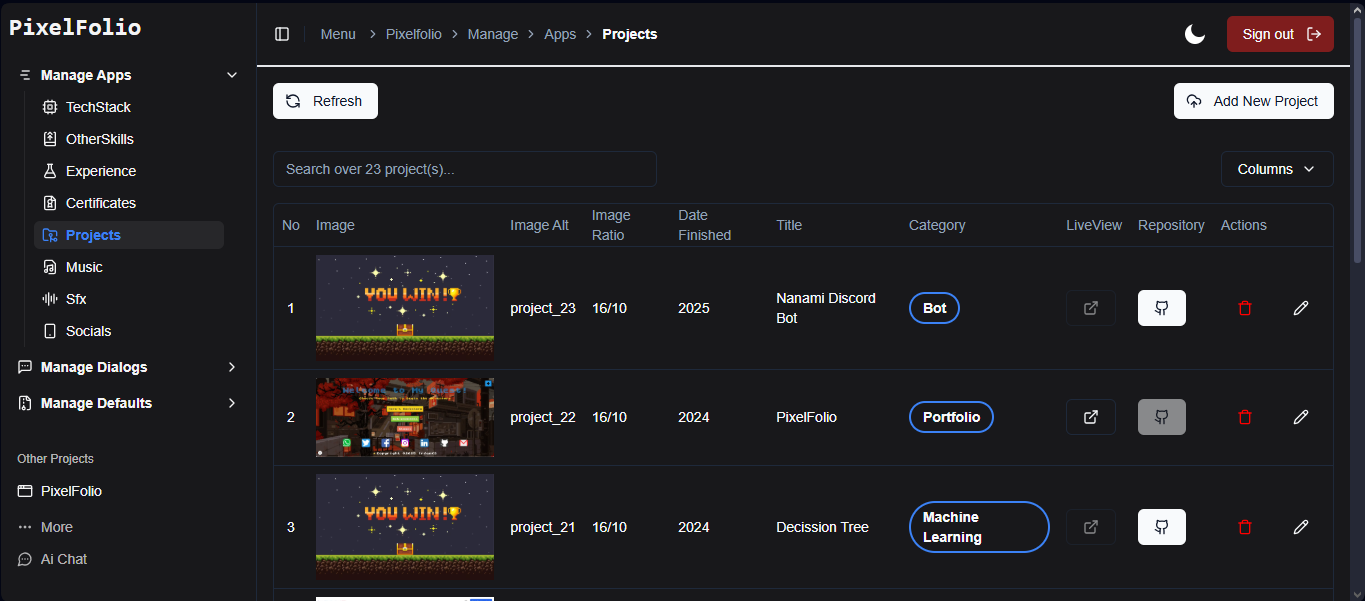 PixelFolio
Menu > Pixelfolio > Manage > Apps > Projects
Sign out
Manage Apps
TechStack
OtherSkills
Experience
Certificates
Projects
Music
Sfx
Socials
Manage Dialogs
Manage Defaults
Other Projects
PixelFolio
More
Ai Chat
Refresh
Add New Project
Search over 23 project(s)...
Columns
No
Image
Image Alt
Image
Ratio
Date
Finished
Title
Category
LiveView
Repository
Actions
1
YOU WIN!
project_23
16/10
2025
Nanami Discord
Bot
Bot
2
project_22
16/10
2024
PixelFolio
Portfolio
3
YOU WIN!
project_21
16/10
2024
Decission Tree
Machine
Learning